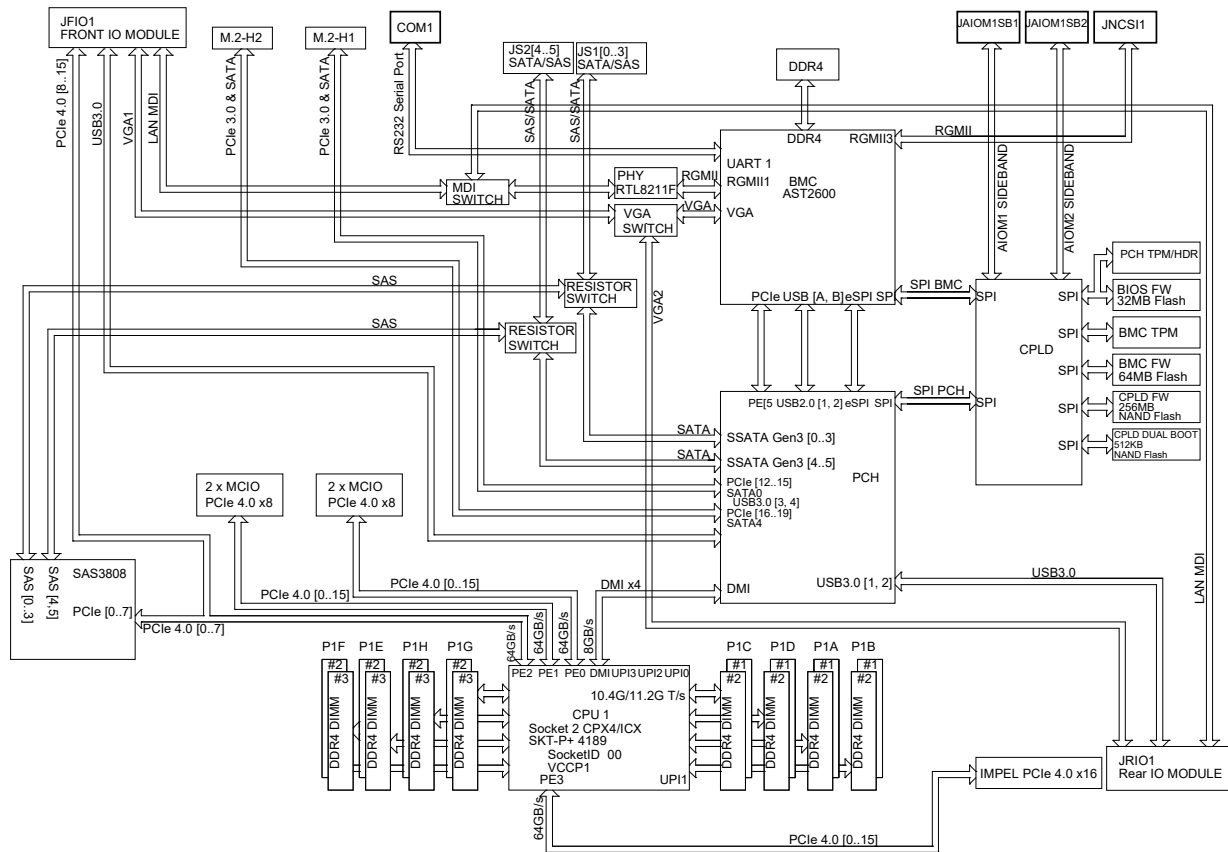 JFIO1
FRONT IO MODULE
M.2-H2
M.2-H1
COM1
JS2[4..5]
SATA/SAS
JS1[0..3]
SATA/SAS
DDR4
JAIOM1SB1
JAIOM1SB2
JNCSI1
PCIe 4.0 [8..15]
USB3.0
VGA1
LAN MDI
PCIe 3.0 & SATA
PCIe 3.0 & SATA
RS232 Serial Port
SAS/SATA
SAS/SATA
DDR4
RGMII3
RGMII
UART 1
RGMII1
BMC
AST2600
VGA
PHY
RTL8211F
RGMII
MDI
SWITCH
VGA
SWITCH
VGA
AIOM1 SIDEBAND
AIOM2 SIDEBAND
PCIe USB [A, B] eSPI SPI
SPI BMC
SAS
RESISTOR
SWITCH
SAS
RESISTOR
SWITCH
VGA2
SPI
SPI
CPLD
SPI
SPI
SPI
SPI
SPI
PCH TPM/HDR
BIOS FW
32MB Flash
BMC TPM
BMC FW
64MB Flash
CPLD FW
256MB
NAND Flash
CPLD DUAL BOOT
512KB
NAND Flash
PE[5 USB2.0 [1, 2] eSPI SPI
SPI PCH
SATA
SSATA Gen3 [0..3]
SATA
SSATA Gen3 [4..5]
PCH
PCIe [12..15]
SATA0
USB3.0 [3, 4]
PCIe [16..19]
SATA4
DMI x4
DMI
USB3.0 [1, 2]
USB3.0
LAN MDI
2 x MCIO
PCIe 4.0 x8
2 x MCIO
PCIe 4.0 x8
SAS3808
SAS [0..3]
SAS [4,5]
PCIe [0..7]
PCIe 4.0 [0..7]
PCIe 4.0 [0..15]
PCIe 4.0 [0..15]
64GB/s
64GB/s
64GB/s
8GB/s
P1F
P1E
P1H
P1G
#2
#3
DDR4 DIMM
#2
#3
DDR4 DIMM
#2
#3
DDR4 DIMM
#2
#3
DDR4 DIMM
PE2 PE1 PE0 DMI UPI3 UPI2 UPI0
10.4G/11.2G T/s
CPU 1
Socket 2 CPX4/ICX
SKT-P+ 4189
SocketID 00
VCCP1
PE3
UPI1
P1C
P1D
P1A
P1B
#1
#2
DDR4 DIMM
#1
#2
DDR4 DIMM
#1
#2
DDR4 DIMM
#1
#2
DDR4 DIMM
64GB/s
PCIe 4.0 [0..15]
IMPEL PCIe 4.0 x16
JRIO1
Rear IO MODULE